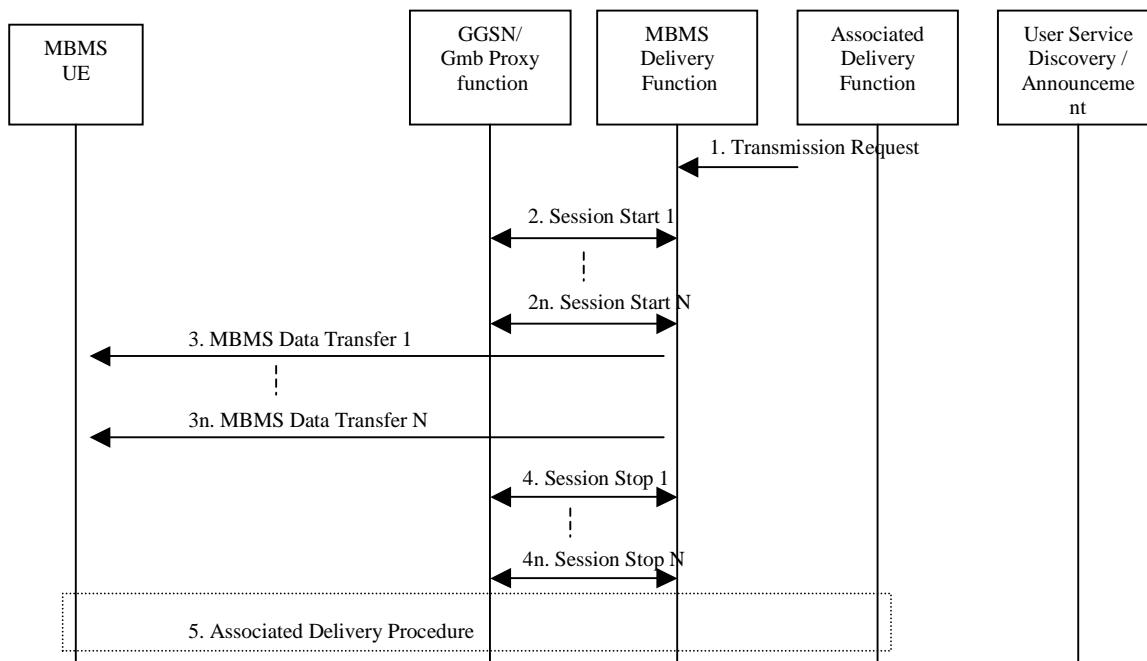 MBMS
UE
GGSN/
Gmb Proxy
function
MBMS
Delivery
Function
Associated
Delivery
Function
User Service
Discovery /
Announceme
nt
1. Transmission Request
2. Session Start 1
2n. Session Start N
3. MBMS Data Transfer 1
3n. MBMS Data Transfer N
4. Session Stop 1
4n. Session Stop N
5. Associated Delivery Procedure